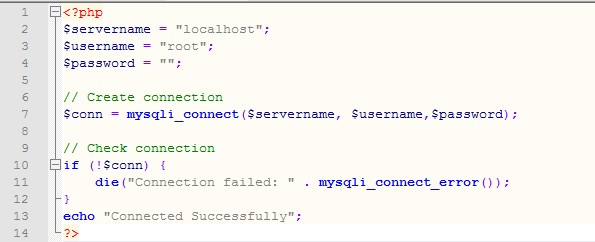 1 <?php
2 $servername = "localhost";
3 $username = "root";
4 $password = "";
5
6 // Create connection
7 $conn = mysqli_connect($servername, $username,$password);
8
9 // Check connection
10 if (!$conn) {
11 die("Connection failed: " . mysqli_connect_error());
12 }
13 echo "Connected Successfully";
14 ?>